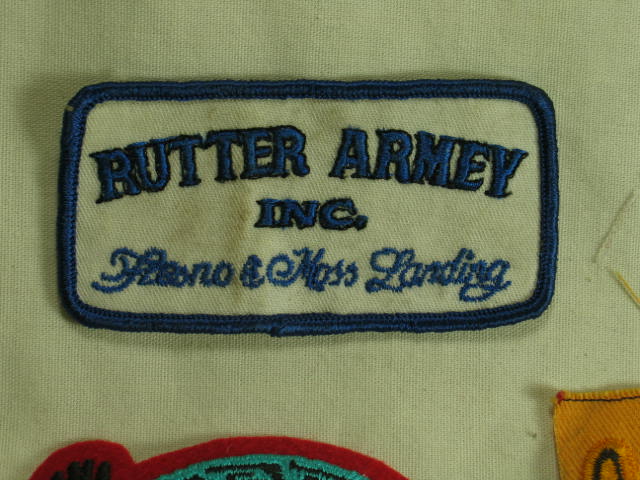 RUTTER ARMEY
INC.
Fresno & Moss Landing